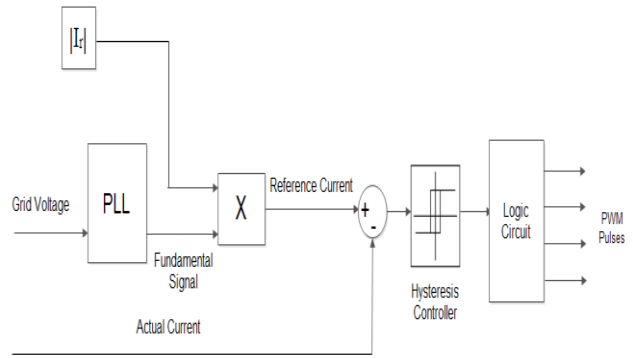 |Ir|
Grid Voltage
PLL
Fundamental
Signal
X
Reference Current
+
-
Hysteresis
Controller
Logic
Circuit
PWM
Pulses
Actual Current